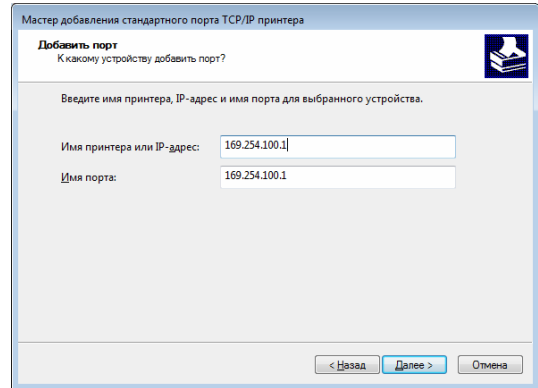 Мастер добавления стандартного порта TCP/IP принтера
Добавить порт
К какому устройству добавить порт?
Введите имя принтера, IP-адрес и имя порта для выбранного устройства.
Имя принтера или IP-адрес: 169.254.100.1
Имя порта: 169.254.100.1
< Назад Далее > Отмена